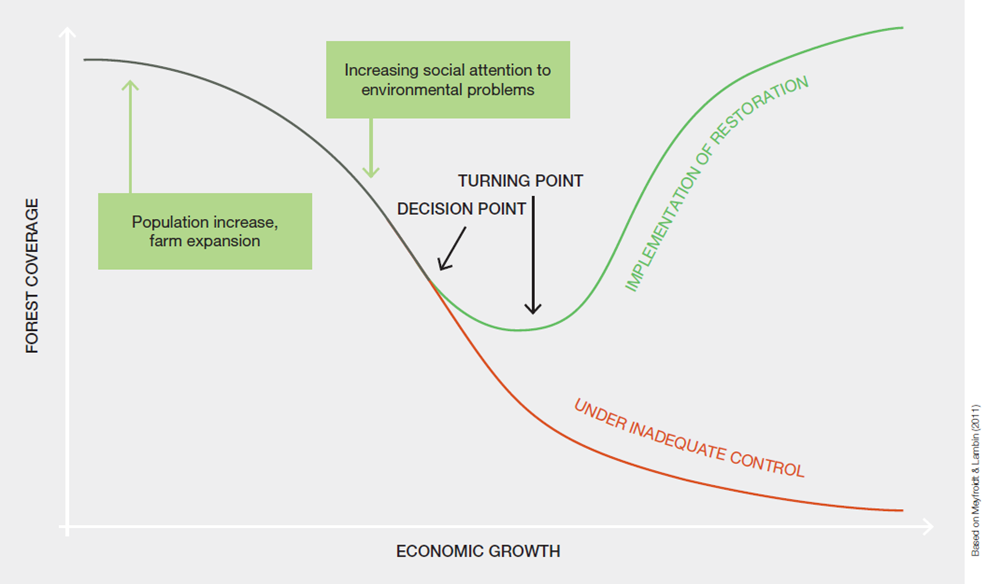 Increasing social attention to
environmental problems
Population increase,
farm expansion
TURNING POINT
DECISION POINT
IMPLEMENTATION OF RESTORATION
UNDER INADEQUATE CONTROL
FOREST COVERAGE
ECONOMIC GROWTH
Based on Meyfroidt & Lambin (2011)